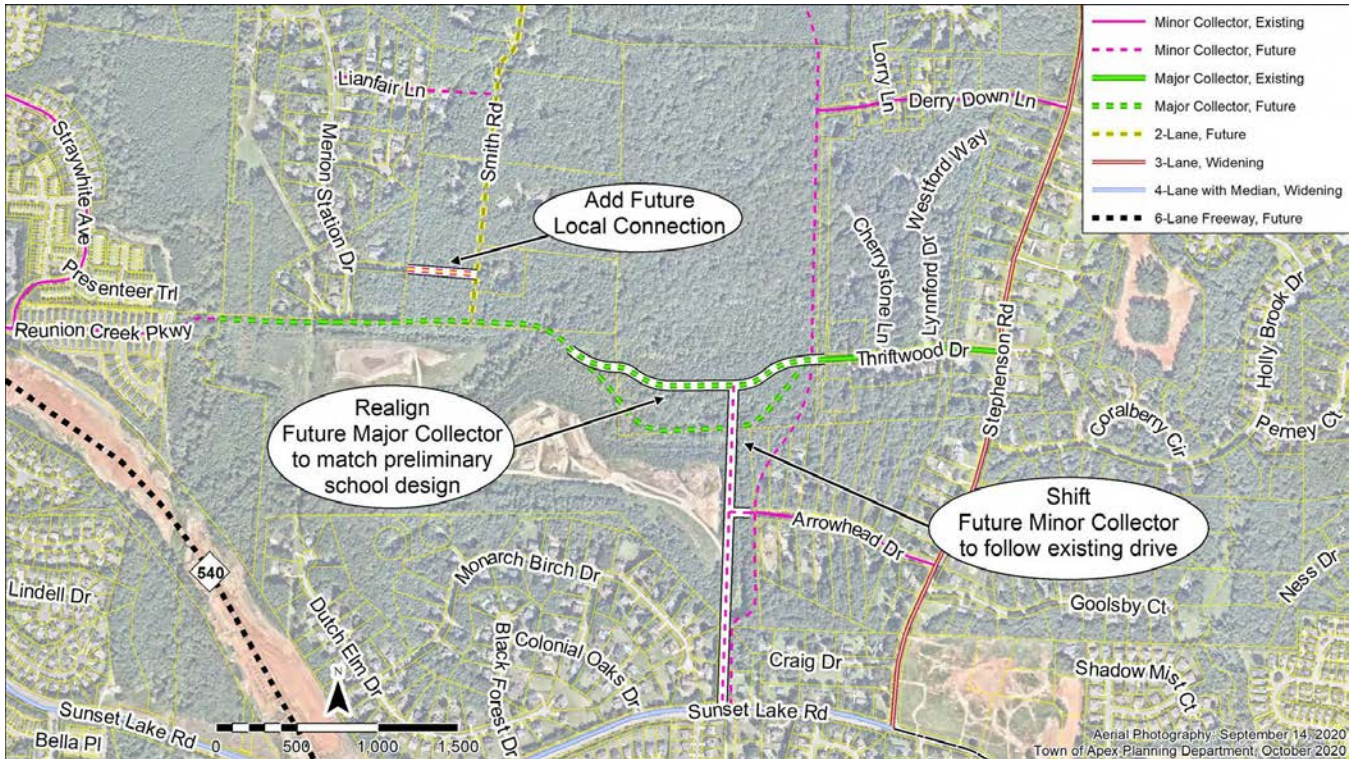 Minor Collector, Existing
Minor Collector, Future
Major Collector, Existing
Major Collector, Future
2-Lane, Future
3-Lane, Widening
4-Lane with Median, Widening
6-Lane Freeway, Future
Lianfair Ln
Smith Rd
Lorry Ln
Derry Down Ln
Straywhite Ave
Merion Station Dr
Westford Way
Add Future
Local Connection
Cherrystone Ln
Lynnford Dr
Presenteer Trl
Reunion Creek Pkwy
Thriftwood Dr
Stephenson Rd
Holly Brook Dr
Realign
Future Major Collector
to match preliminary
school design
Coralberry Cir
Perney Ct
Shift
Future Minor Collector
to follow existing drive
Arrowhead Dr
540
Monarch Birch Dr
Lindell Dr
Dutch Elm Dr
Black Forest Dr
Colonial Oaks Dr
Goolsby Ct
Ness Dr
Craig Dr
Shadow Mist Ct
N
Sunset Lake Rd
Sunset Lake Rd
Bella Pl
0 500 1,000 1,500
Aerial Photography: September 14, 2020
Town of Apex Planning Department, October 2020